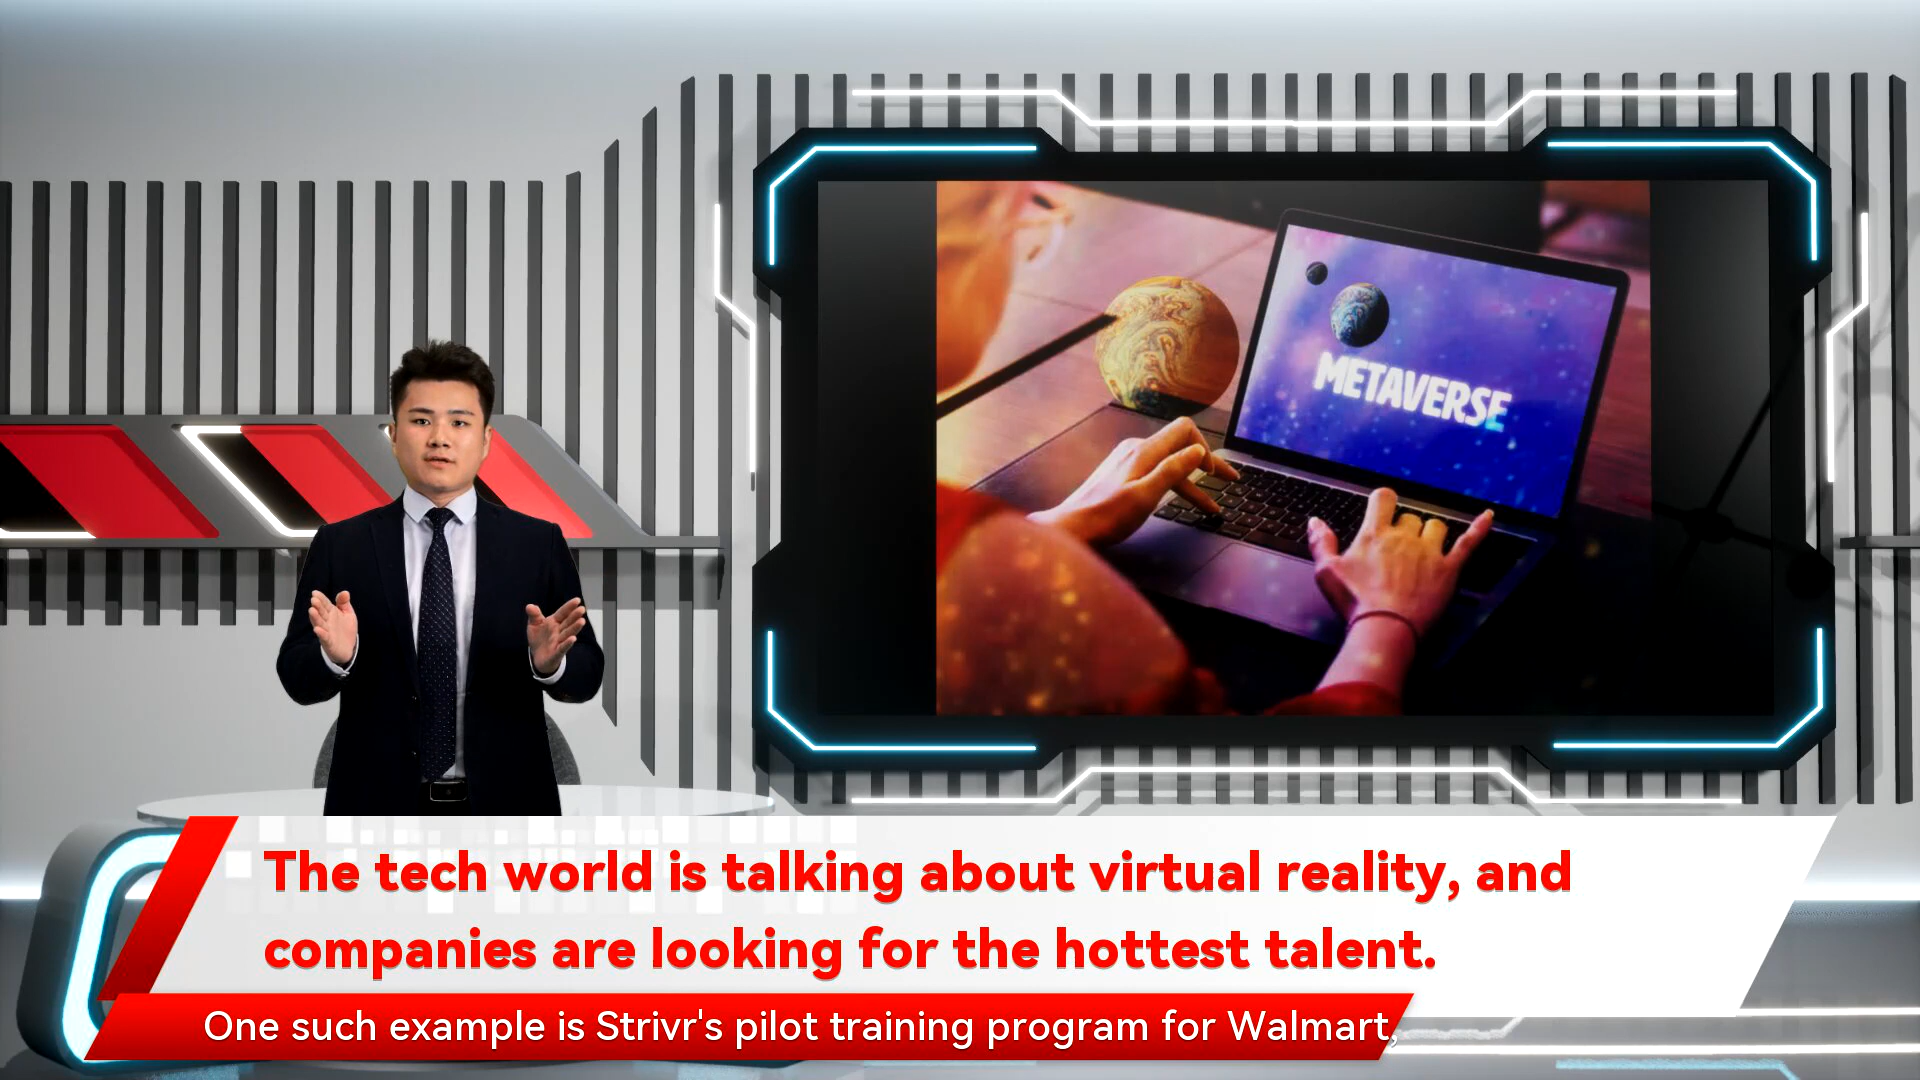 METAVERSE
The tech world is talking about virtual reality, and
companies are looking for the hottest talent.
One such example is Strivr's pilot training program for Walmart,